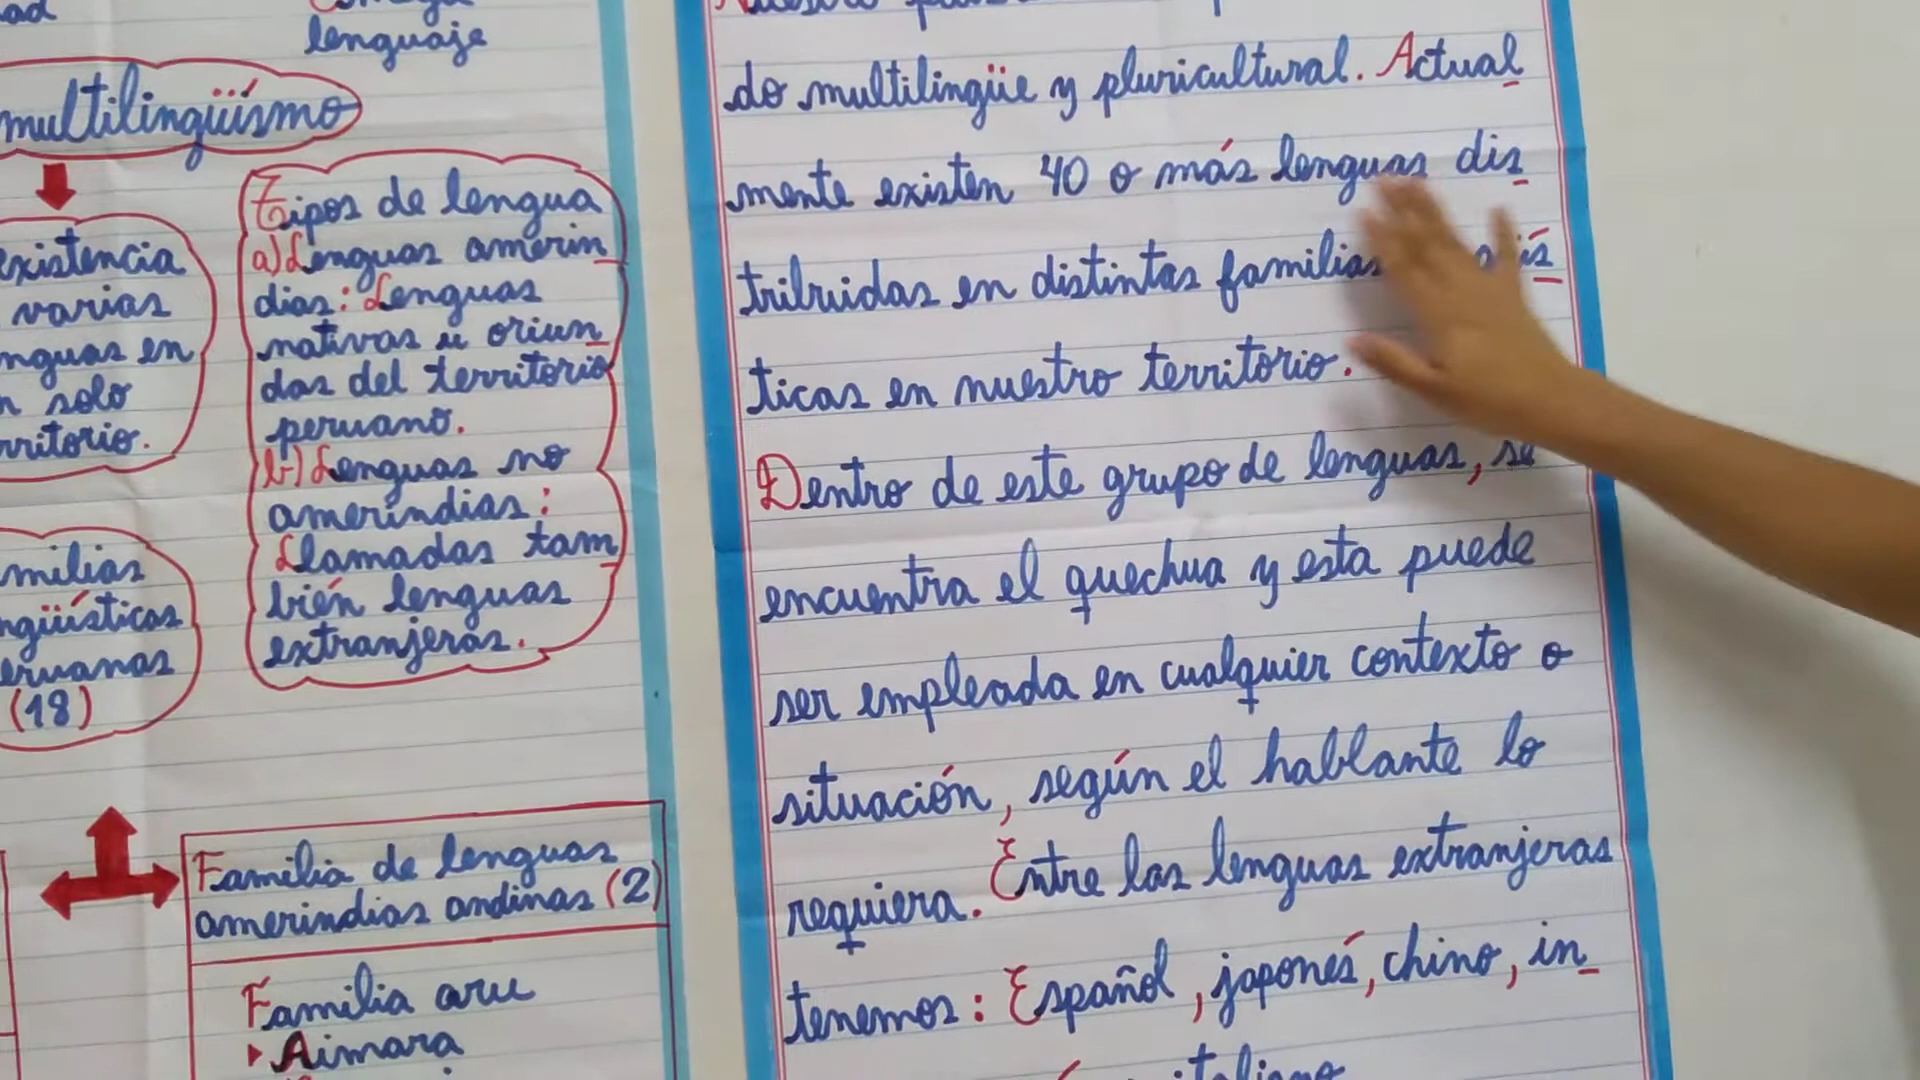 ad
lenguaje
multilingüísmo
existencia
varias
nguas en
n solo
rritorio.
Tipos de lengua
a) Lenguas amerin
dias: Lenguas
nativas u oriun
das del territorio
peruano.
b) Lenguas no
amerindias:
Llamadas tam
bién lenguas
extranjeras.
milias
ngüísticas
eruanas
(18)
Familia de lenguas
amerindias andinas (2)
Familia aru
Aimara
do multilingüe y pluricultural. Actual
mente existen 40 o más lenguas dis
tribuidas en distintas familias
ticas en nuestro territorio.
Dentro de este grupo de lenguas, se
encuentra el quechua y esta puede
ser empleada en cualquier contexto o
situación, según el hablante lo
requiera. Entre las lenguas extranjeras
tenemos: Español, japonés, chino, in
italiano